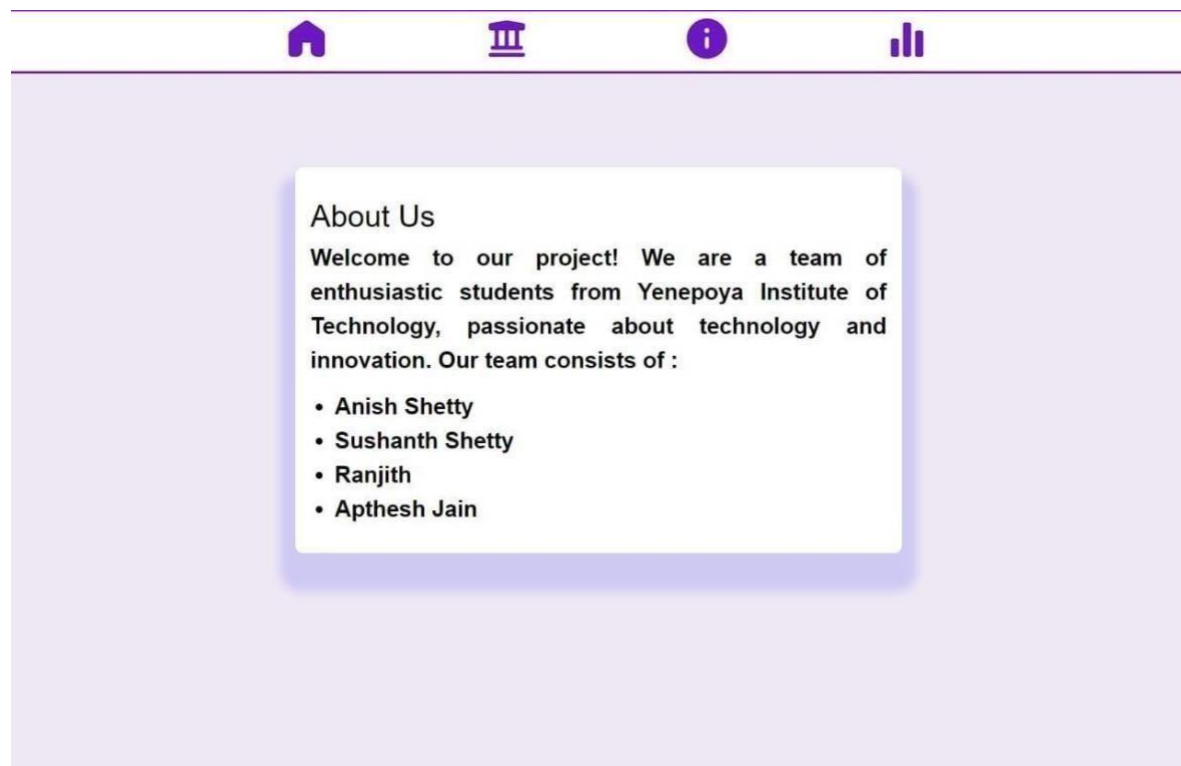 About Us
Welcome to our project! We are a team of
enthusiastic students from Yenepoya Institute of
Technology, passionate about technology and
innovation. Our team consists of :
• Anish Shetty
• Sushanth Shetty
• Ranjith
• Apthesh Jain